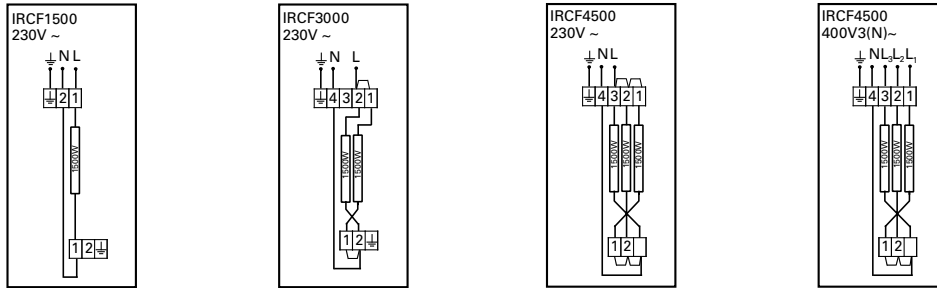 IRCF1500
230V ~
N L
2 1
1500W
1 2
IRCF3000
230V ~
N L
4 3 2 1
1500W 1500W
1 2
IRCF4500
230V ~
N L
4 3 2 1
1500W 1500W 1500W
1 2
IRCF4500
400V3(N)~
N L3 L2 L1
4 3 2 1
1500W 1500W 1500W
1 2